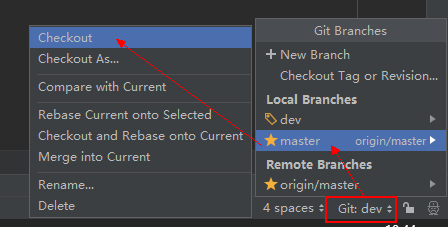 Checkout
Checkout As...
Compare with Current
Rebase Current onto Selected
Checkout and Rebase onto Current
Merge into Current
Rename...
Delete
Git Branches
New Branch
Checkout Tag or Revision...
Local Branches
dev
master origin/master
Remote Branches
origin/master
4 spaces Git: dev